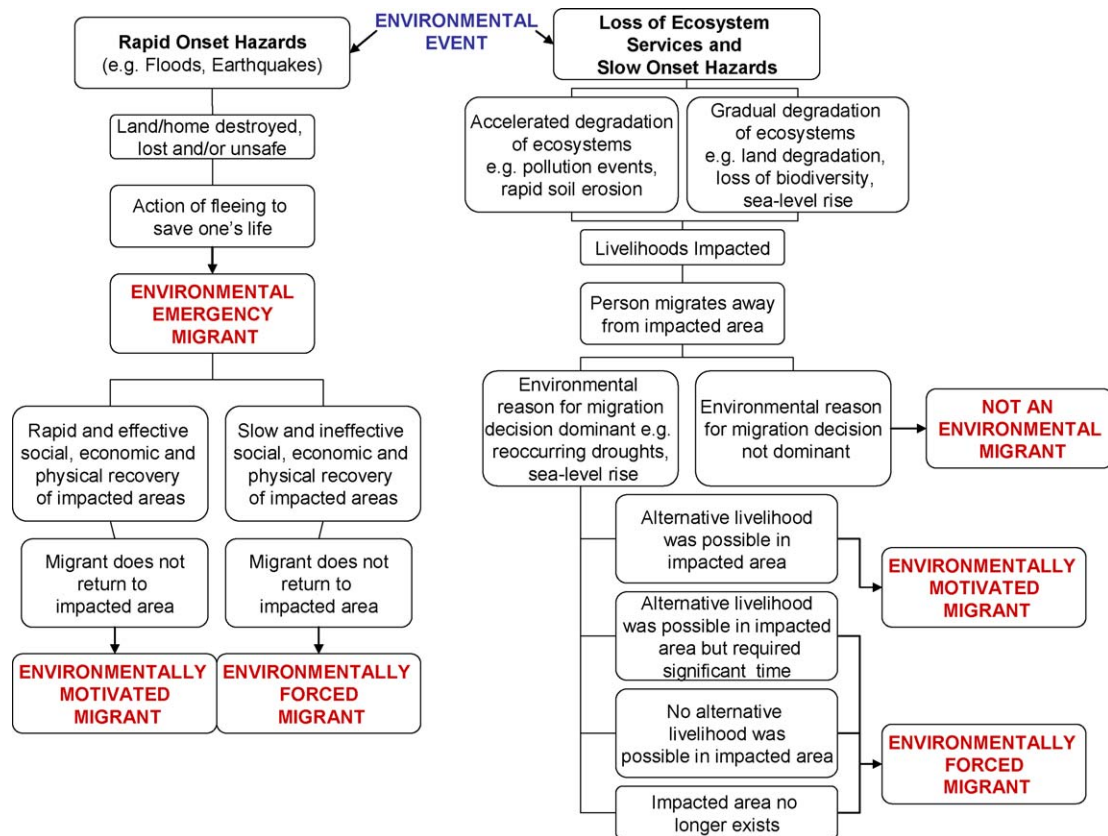 ENVIRONMENTAL
EVENT
Rapid Onset Hazards
(e.g. Floods, Earthquakes)
Land/home destroyed,
lost and/or unsafe
Action of fleeing to
save one’s life
ENVIRONMENTAL
EMERGENCY
MIGRANT
Rapid and effective
social, economic and
physical recovery
of impacted areas
Migrant does not
return to
impacted area
ENVIRONMENTALLY
MOTIVATED
MIGRANT
Slow and ineffective
social, economic and
physical recovery
of impacted areas
Migrant does not
return to
impacted area
ENVIRONMENTALLY
FORCED
MIGRANT
Loss of Ecosystem
Services and
Slow Onset Hazards
Accelerated degradation
of ecosystems
e.g. pollution events,
rapid soil erosion
Gradual degradation
of ecosystems
e.g. land degradation,
loss of biodiversity,
sea-level rise
Livelihoods Impacted
Person migrates away
from impacted area
Environmental
reason for migration
decision dominant e.g.
reoccurring droughts,
sea-level rise
Environmental reason
for migration decision
not dominant
NOT AN
ENVIRONMENTAL
MIGRANT
Alternative livelihood
was possible in
impacted area
ENVIRONMENTALLY
MOTIVATED
MIGRANT
Alternative livelihood
was possible in impacted
area but required
significant time
No alternative
livelihood was
possible in impacted area
Impacted area no
longer exists
ENVIRONMENTALLY
FORCED
MIGRANT